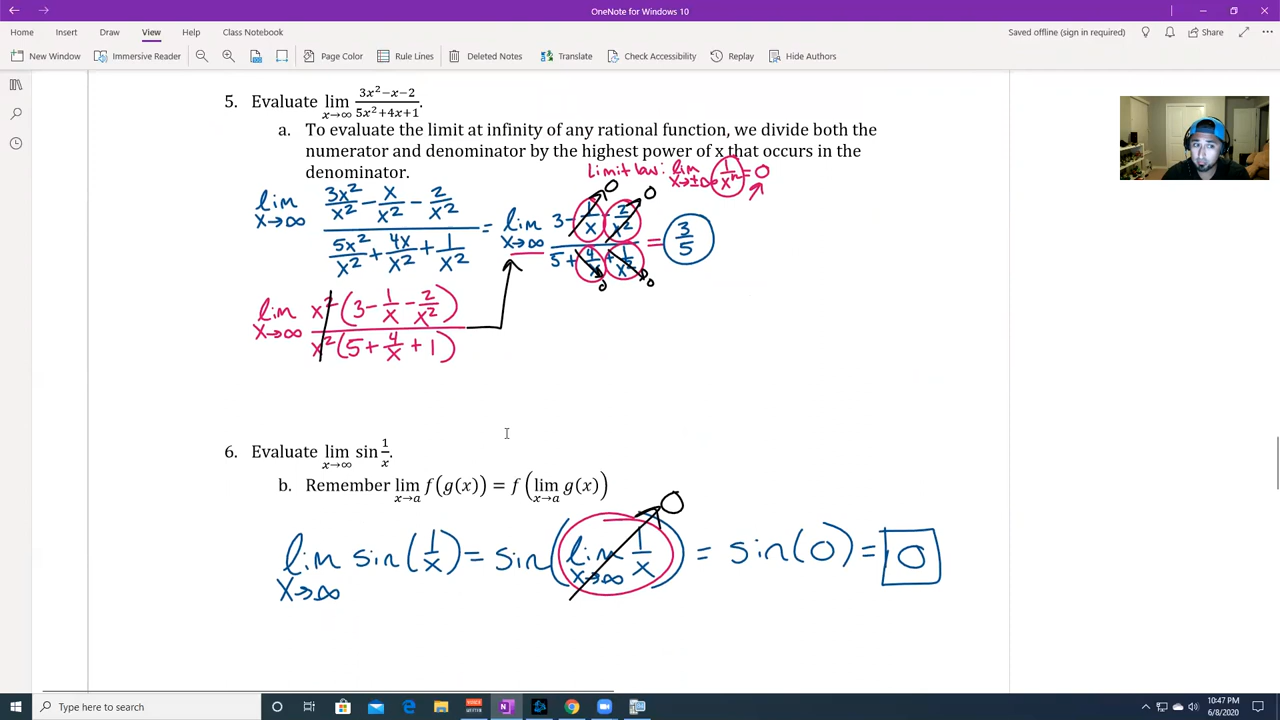 OneNote for Windows 10
Home Insert Draw View Help Class Notebook Saved offline (sign in required) Share
New Window Immersive Reader Page Color Rule Lines Deleted Notes Translate Check Accessibility Replay Hide Authors
5. Evaluate lim x→∞ (3x²−x−2)/(5x²+4x+1).
a. To evaluate the limit at infinity of any rational function, we divide both the
numerator and denominator by the highest power of x that occurs in the
denominator.
Limit law: lim x→±∞ 1/xⁿ = 0
lim x→∞ (3x²/x² − x/x² − 2/x²)/(5x²/x² + 4x/x² + 1/x²) = lim x→∞ (3 − 1/x − 2/x²)/(5 + 4/x + 1/x²) = 3/5
0 0
0 0
lim x→∞ x²(3 − 1/x − 2/x²)/x²(5 + 4/x + 1)
6. Evaluate lim x→∞ sin 1/x.
b. Remember lim x→a f(g(x)) = f(lim x→a g(x))
0
lim x→∞ sin(1/x) = sin(lim x→∞ 1/x) = sin(0) = 0
Type here to search
10:47 PM
6/8/2020